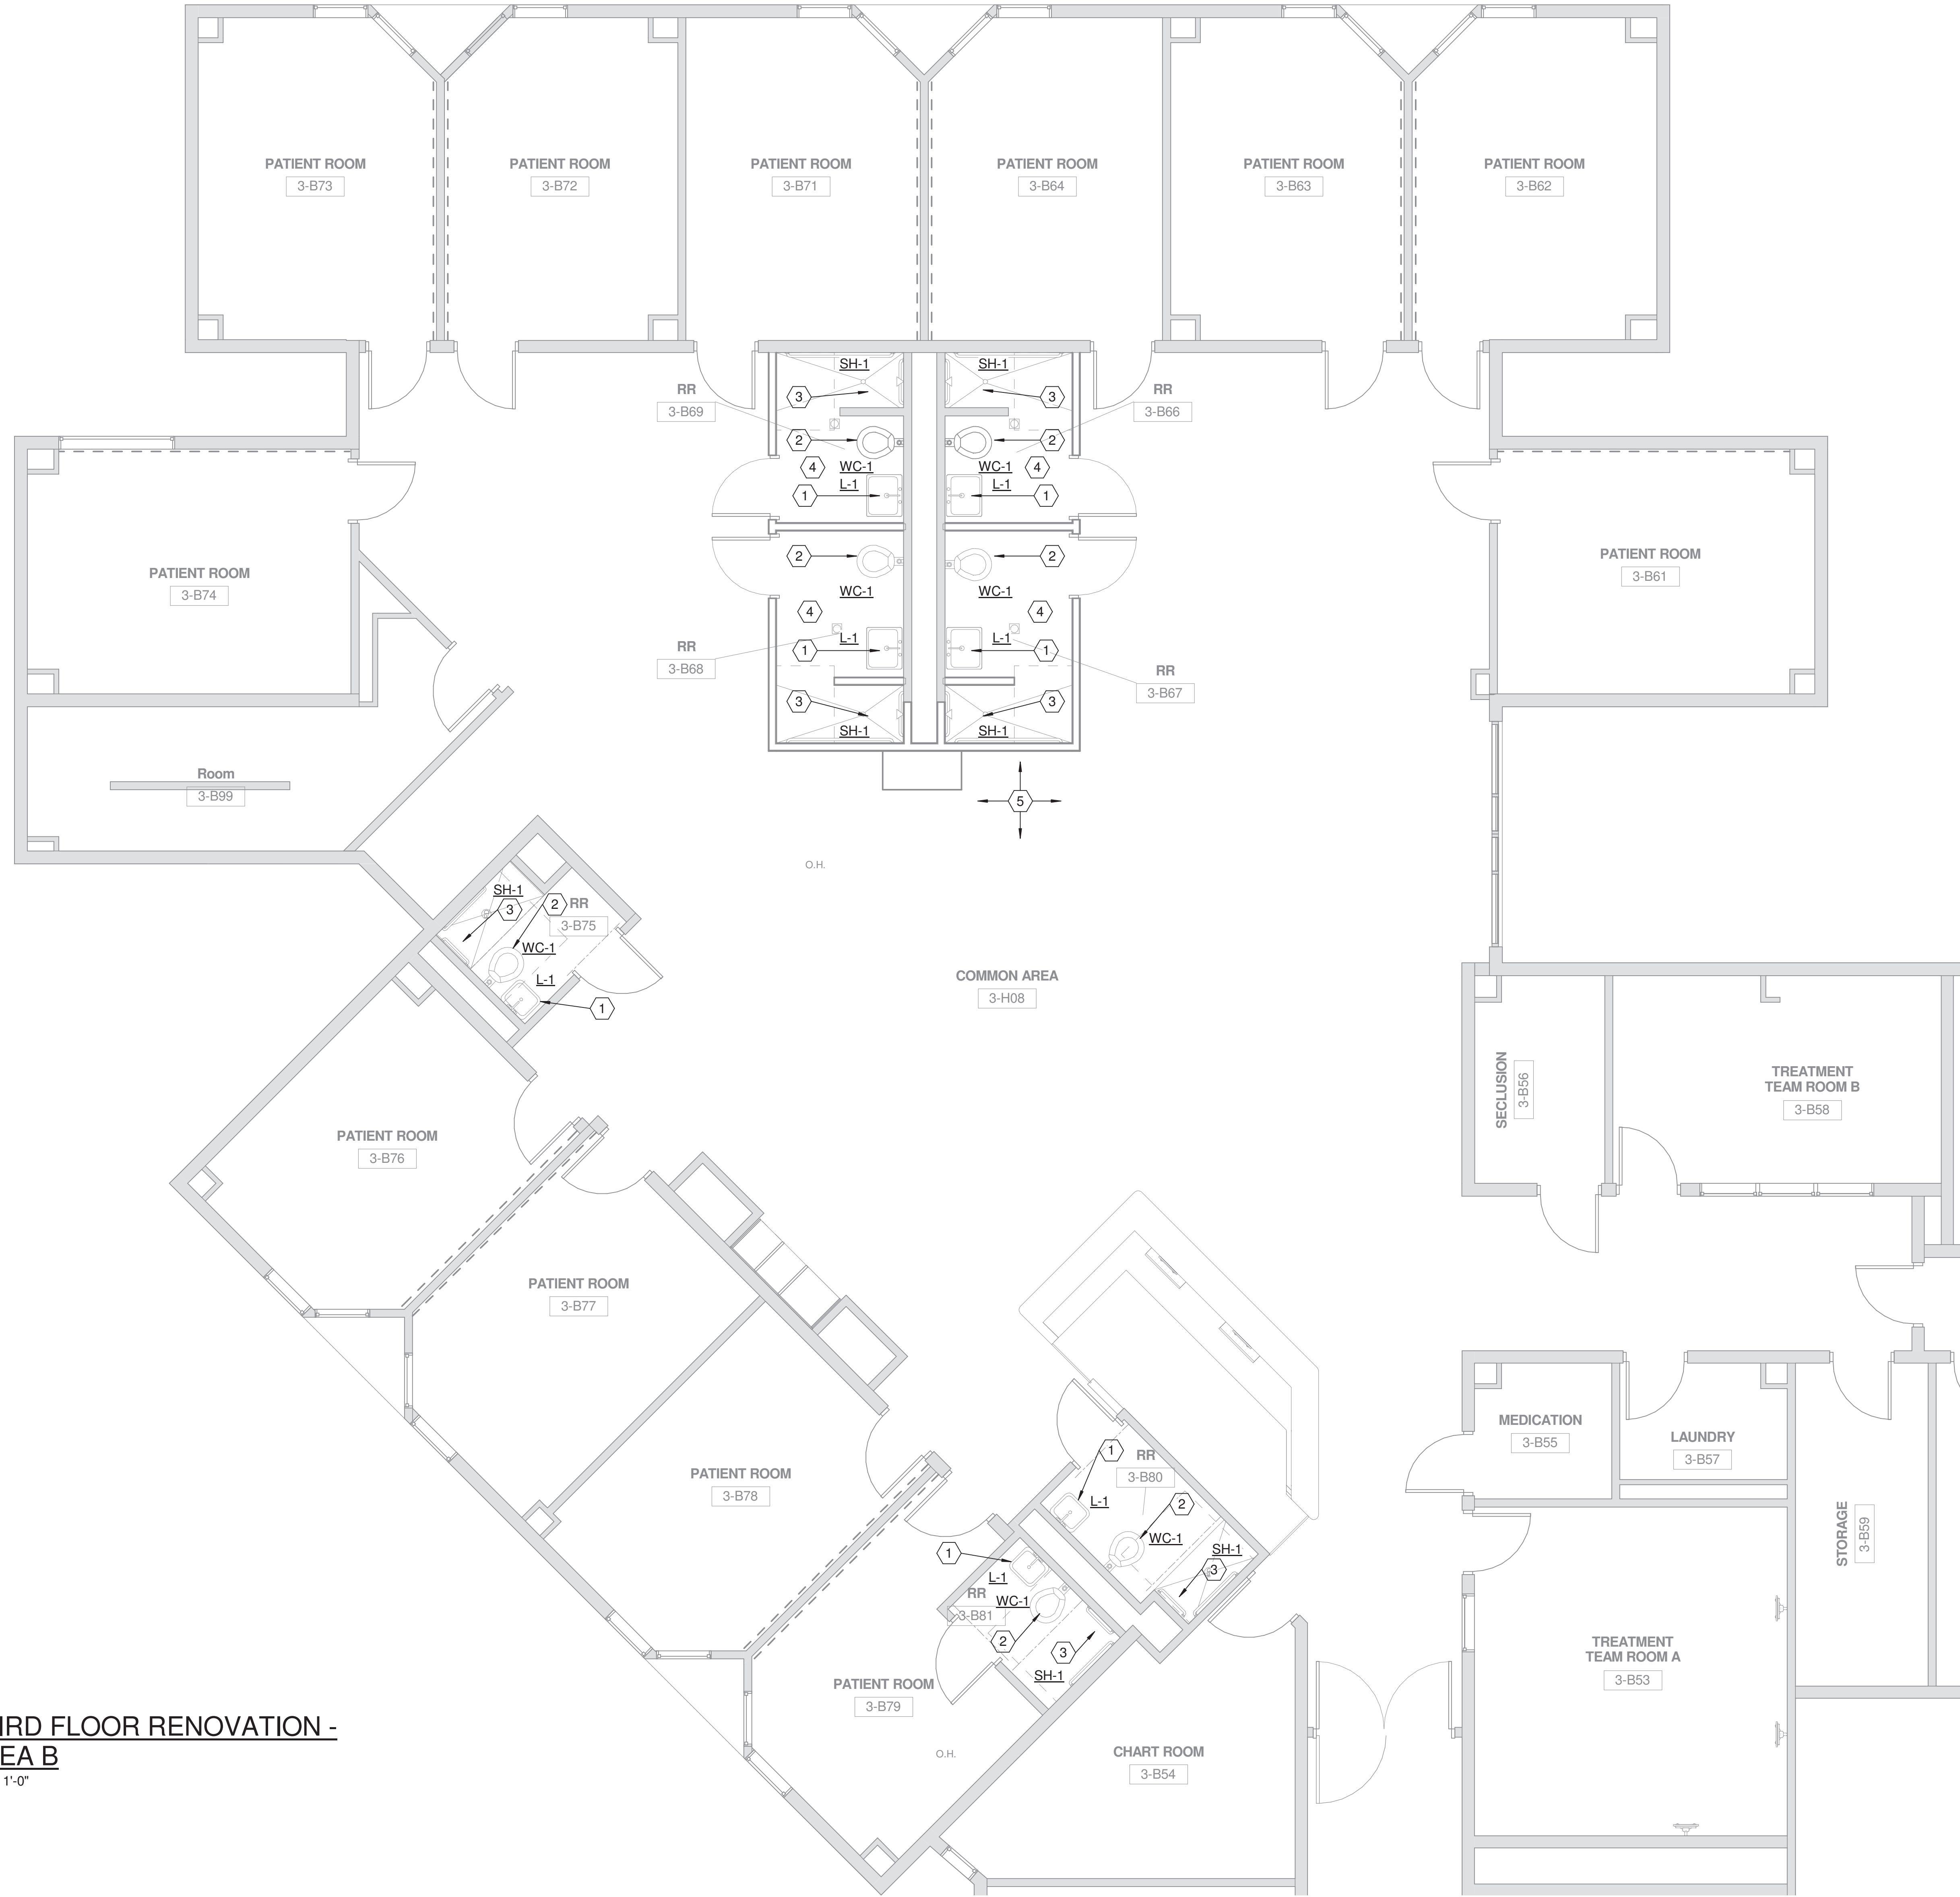 PATIENT ROOM
3-B73
PATIENT ROOM
3-B72
PATIENT ROOM
3-B71
PATIENT ROOM
3-B64
PATIENT ROOM
3-B63
PATIENT ROOM
3-B62
RR
3-B69
SH-1
3
2
4
WC-1
L-1
1
SH-1
3
2
WC-1
4
L-1
1
RR
3-B66
2
WC-1
4
L-1
1
3
SH-1
RR
3-B68
2
WC-1
4
L-1
1
3
SH-1
RR
3-B67
5
PATIENT ROOM
3-B74
PATIENT ROOM
3-B61
Room
3-B99
O.H.
SH-1
3
2
RR
3-B75
WC-1
L-1
1
COMMON AREA
3-H08
SECLUSION
3-B56
TREATMENT
TEAM ROOM B
3-B58
PATIENT ROOM
3-B76
PATIENT ROOM
3-B77
PATIENT ROOM
3-B78
1
RR
3-B80
L-1
2
WC-1
SH-1
3
MEDICATION
3-B55
LAUNDRY
3-B57
STORAGE
3-B59
1
L-1
RR
WC-1
3-B81
2
3
SH-1
PATIENT ROOM
3-B79
O.H.
TREATMENT
TEAM ROOM A
3-B53
CHART ROOM
3-B54
IRD FLOOR RENOVATION -
EA B
1'-0"